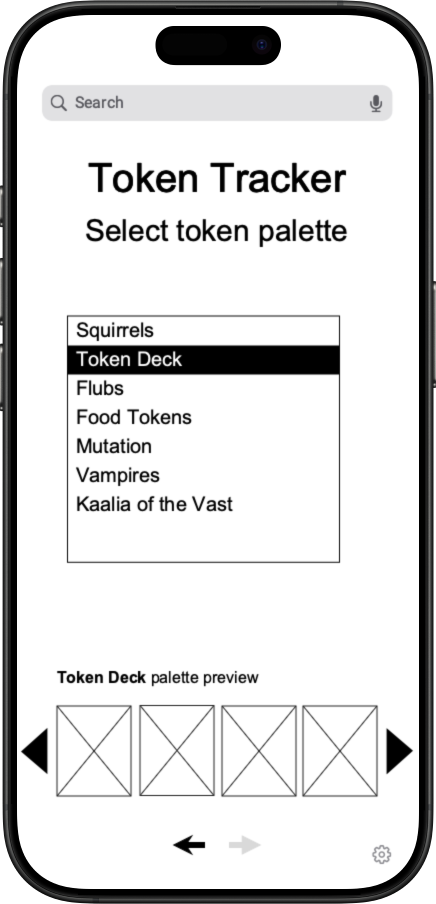 Search
Token Tracker
Select token palette
Squirrels
Token Deck
Flubs
Food Tokens
Mutation
Vampires
Kaalia of the Vast
Token Deck palette preview